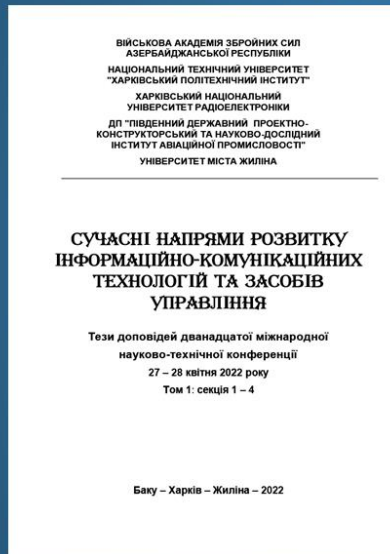 ВІЙСЬКОВА АКАДЕМІЯ ЗБРОЙНИХ СИЛ
АЗЕРБАЙДЖАНСЬКОЇ РЕСПУБЛІКИ
НАЦІОНАЛЬНИЙ ТЕХНІЧНИЙ УНІВЕРСИТЕТ
"ХАРКІВСЬКИЙ ПОЛІТЕХНІЧНИЙ ІНСТИТУТ"
ХАРКІВСЬКИЙ НАЦІОНАЛЬНИЙ
УНІВЕРСИТЕТ РАДІОЕЛЕКТРОНІКИ
ДП "ПІВДЕННИЙ ДЕРЖАВНИЙ ПРОЕКТНО-
КОНСТРУКТОРСЬКИЙ ТА НАУКОВО-ДОСЛІДНИЙ
ІНСТИТУТ АВІАЦІЙНОЇ ПРОМИСЛОВОСТІ"
УНІВЕРСИТЕТ МІСТА ЖИЛІНА
СУЧАСНІ НАПРЯМИ РОЗВИТКУ
ІНФОРМАЦІЙНО-КОМУНІКАЦІЙНИХ
ТЕХНОЛОГІЙ ТА ЗАСОБІВ
УПРАВЛІННЯ
Тези доповідей дванадцатої міжнародної
науково-технічної конференції
27 – 28 квітня 2022 року
Том 1: секція 1 – 4
Баку – Харків – Жиліна – 2022